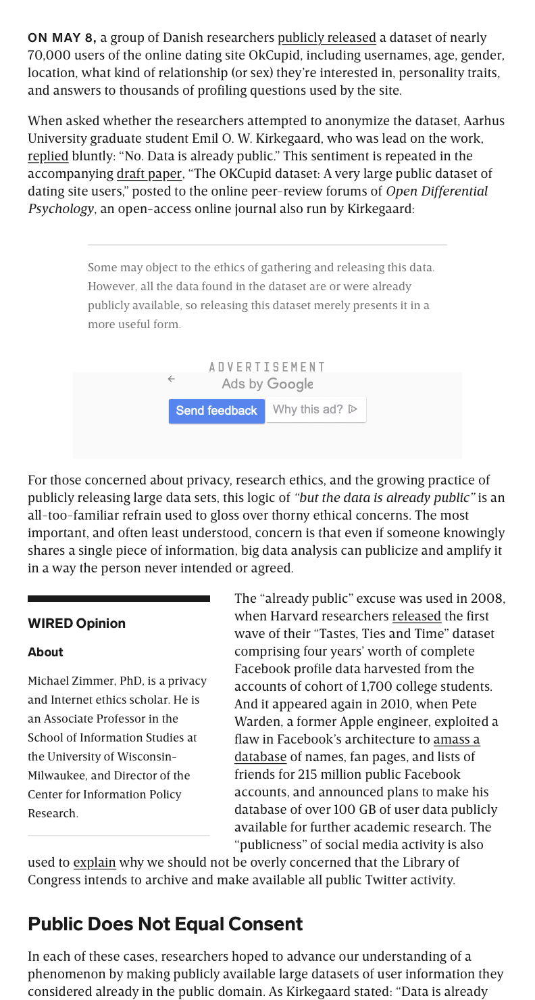 ON MAY 8, a group of Danish researchers publicly released a dataset of nearly
70,000 users of the online dating site OkCupid, including usernames, age, gender,
location, what kind of relationship (or sex) they’re interested in, personality traits,
and answers to thousands of profiling questions used by the site.
When asked whether the researchers attempted to anonymize the dataset, Aarhus
University graduate student Emil O. W. Kirkegaard, who was lead on the work,
replied bluntly: “No. Data is already public.” This sentiment is repeated in the
accompanying draft paper, “The OKCupid dataset: A very large public dataset of
dating site users,” posted to the online peer-review forums of Open Differential
Psychology, an open-access online journal also run by Kirkegaard:
Some may object to the ethics of gathering and releasing this data.
However, all the data found in the dataset are or were already
publicly available, so releasing this dataset merely presents it in a
more useful form.
ADVERTISEMENT
Ads by Google
Send feedback Why this ad?
For those concerned about privacy, research ethics, and the growing practice of
publicly releasing large data sets, this logic of “but the data is already public” is an
all-too-familiar refrain used to gloss over thorny ethical concerns. The most
important, and often least understood, concern is that even if someone knowingly
shares a single piece of information, big data analysis can publicize and amplify it
in a way the person never intended or agreed.
WIRED Opinion
About
Michael Zimmer, PhD, is a privacy
and Internet ethics scholar. He is
an Associate Professor in the
School of Information Studies at
the University of Wisconsin-
Milwaukee, and Director of the
Center for Information Policy
Research.
The “already public” excuse was used in 2008,
when Harvard researchers released the first
wave of their “Tastes, Ties and Time” dataset
comprising four years’ worth of complete
Facebook profile data harvested from the
accounts of cohort of 1,700 college students.
And it appeared again in 2010, when Pete
Warden, a former Apple engineer, exploited a
flaw in Facebook’s architecture to amass a
database of names, fan pages, and lists of
friends for 215 million public Facebook
accounts, and announced plans to make his
database of over 100 GB of user data publicly
available for further academic research. The
“publicness” of social media activity is also
used to explain why we should not be overly concerned that the Library of
Congress intends to archive and make available all public Twitter activity.
Public Does Not Equal Consent
In each of these cases, researchers hoped to advance our understanding of a
phenomenon by making publicly available large datasets of user information they
considered already in the public domain. As Kirkegaard stated: “Data is already